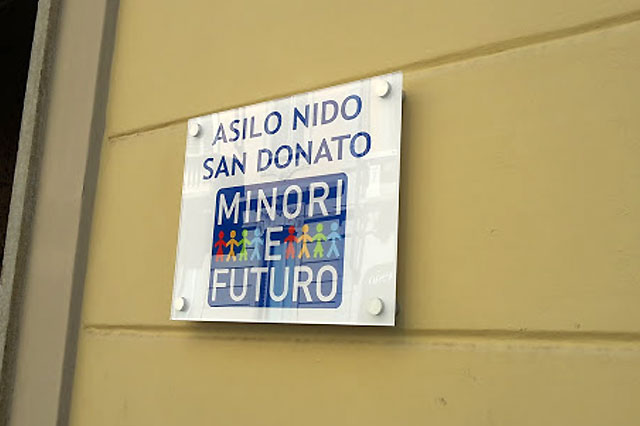 ASILO NIDO
SAN DONATO
MINORI
E
FUTURO